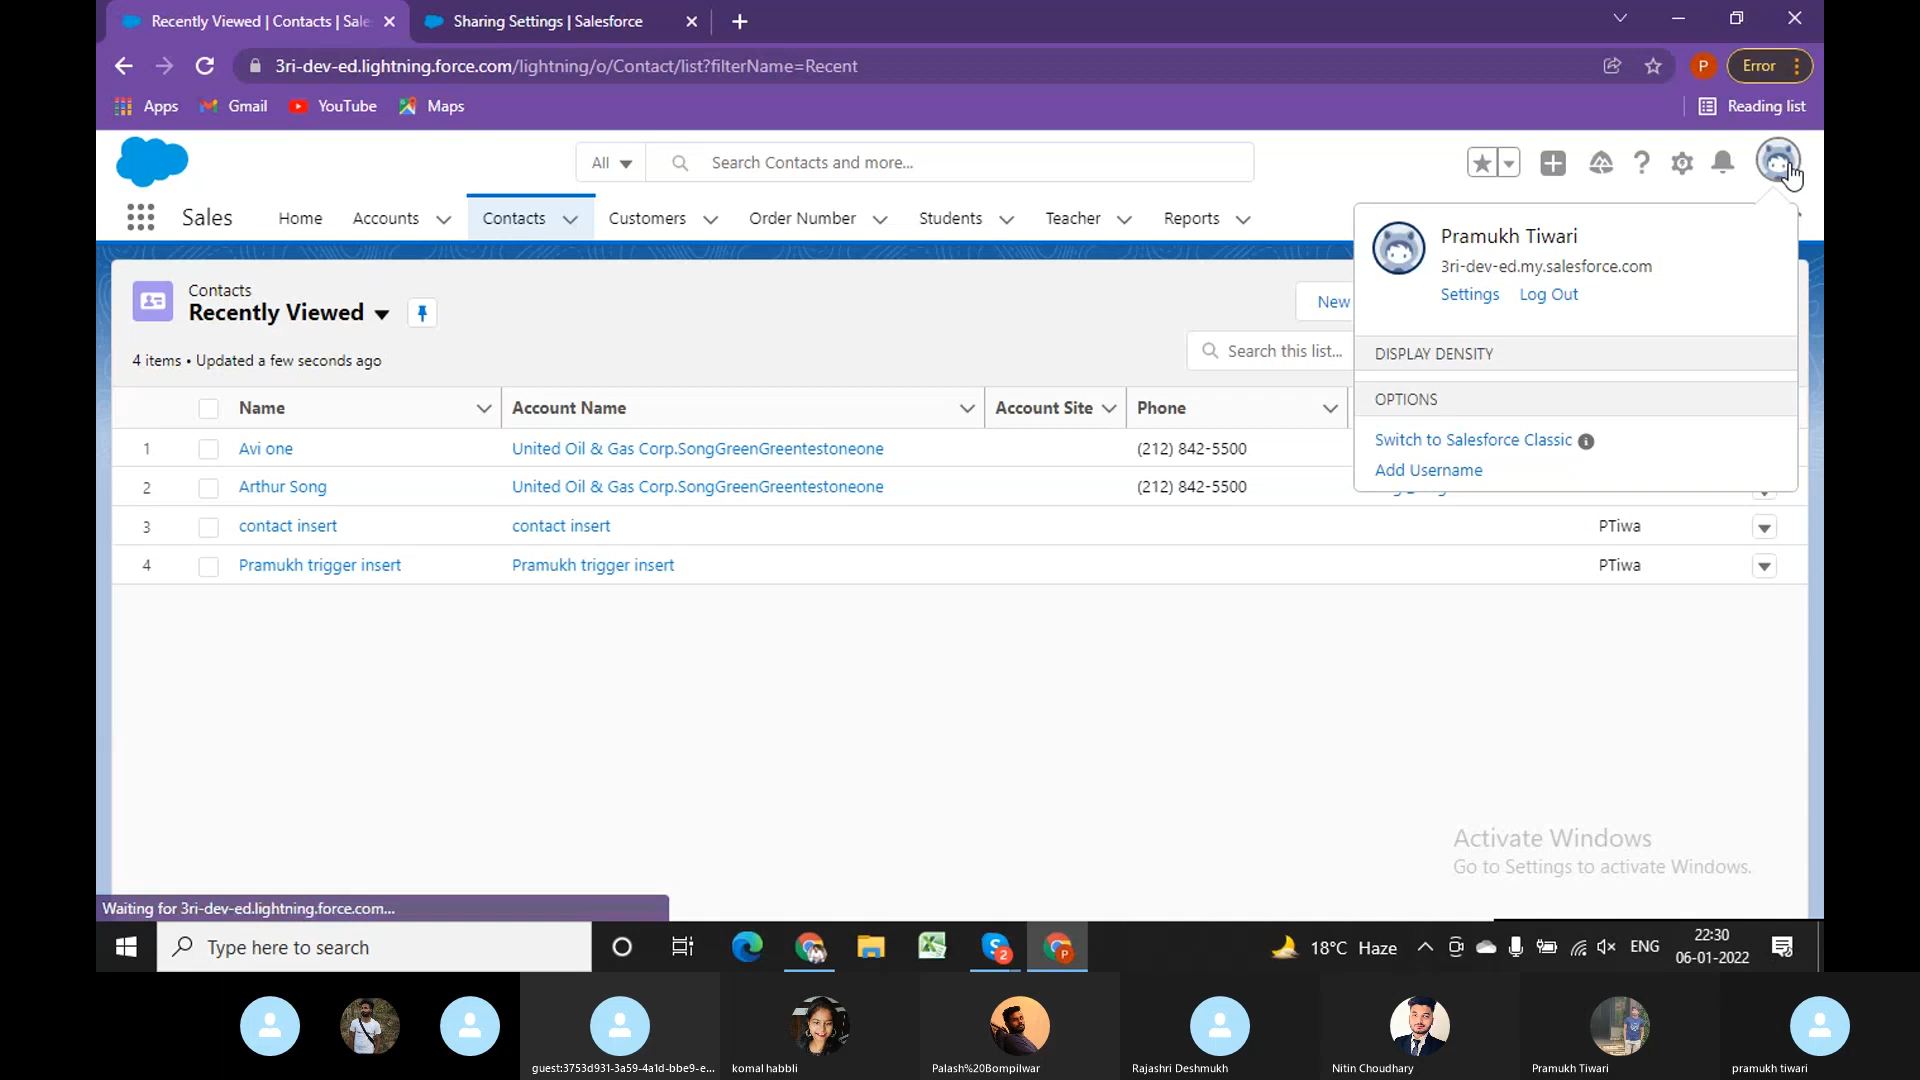 Recently Viewed | Contacts | Sale
Sharing Settings | Salesforce
3ri-dev-ed.lightning.force.com/lightning/o/Contact/list?filterName=Recent
P
Error
Apps
Gmail
YouTube
Maps
Reading list
All
Search Contacts and more...
Sales
Home
Accounts
Contacts
Customers
Order Number
Students
Teacher
Reports
Pramukh Tiwari
3ri-dev-ed.my.salesforce.com
Settings
Log Out
DISPLAY DENSITY
OPTIONS
Switch to Salesforce Classic
Add Username
Contacts
Recently Viewed
New
4 items • Updated a few seconds ago
Search this list...
Name
Account Name
Account Site
Phone
1
Avi one
United Oil & Gas Corp.SongGreenGreentestoneone
(212) 842-5500
2
Arthur Song
United Oil & Gas Corp.SongGreenGreentestoneone
(212) 842-5500
3
contact insert
contact insert
PTiwa
4
Pramukh trigger insert
Pramukh trigger insert
PTiwa
Activate Windows
Go to Settings to activate Windows.
Waiting for 3ri-dev-ed.lightning.force.com...
Type here to search
2
P
18°C Haze
ENG
22:30
06-01-2022
guest:3753d931-3a59-4a1d-bbe9-e...
komal habbli
Palash%20Bompilwar
Rajashri Deshmukh
Nitin Choudhary
Pramukh Tiwari
pramukh tiwari